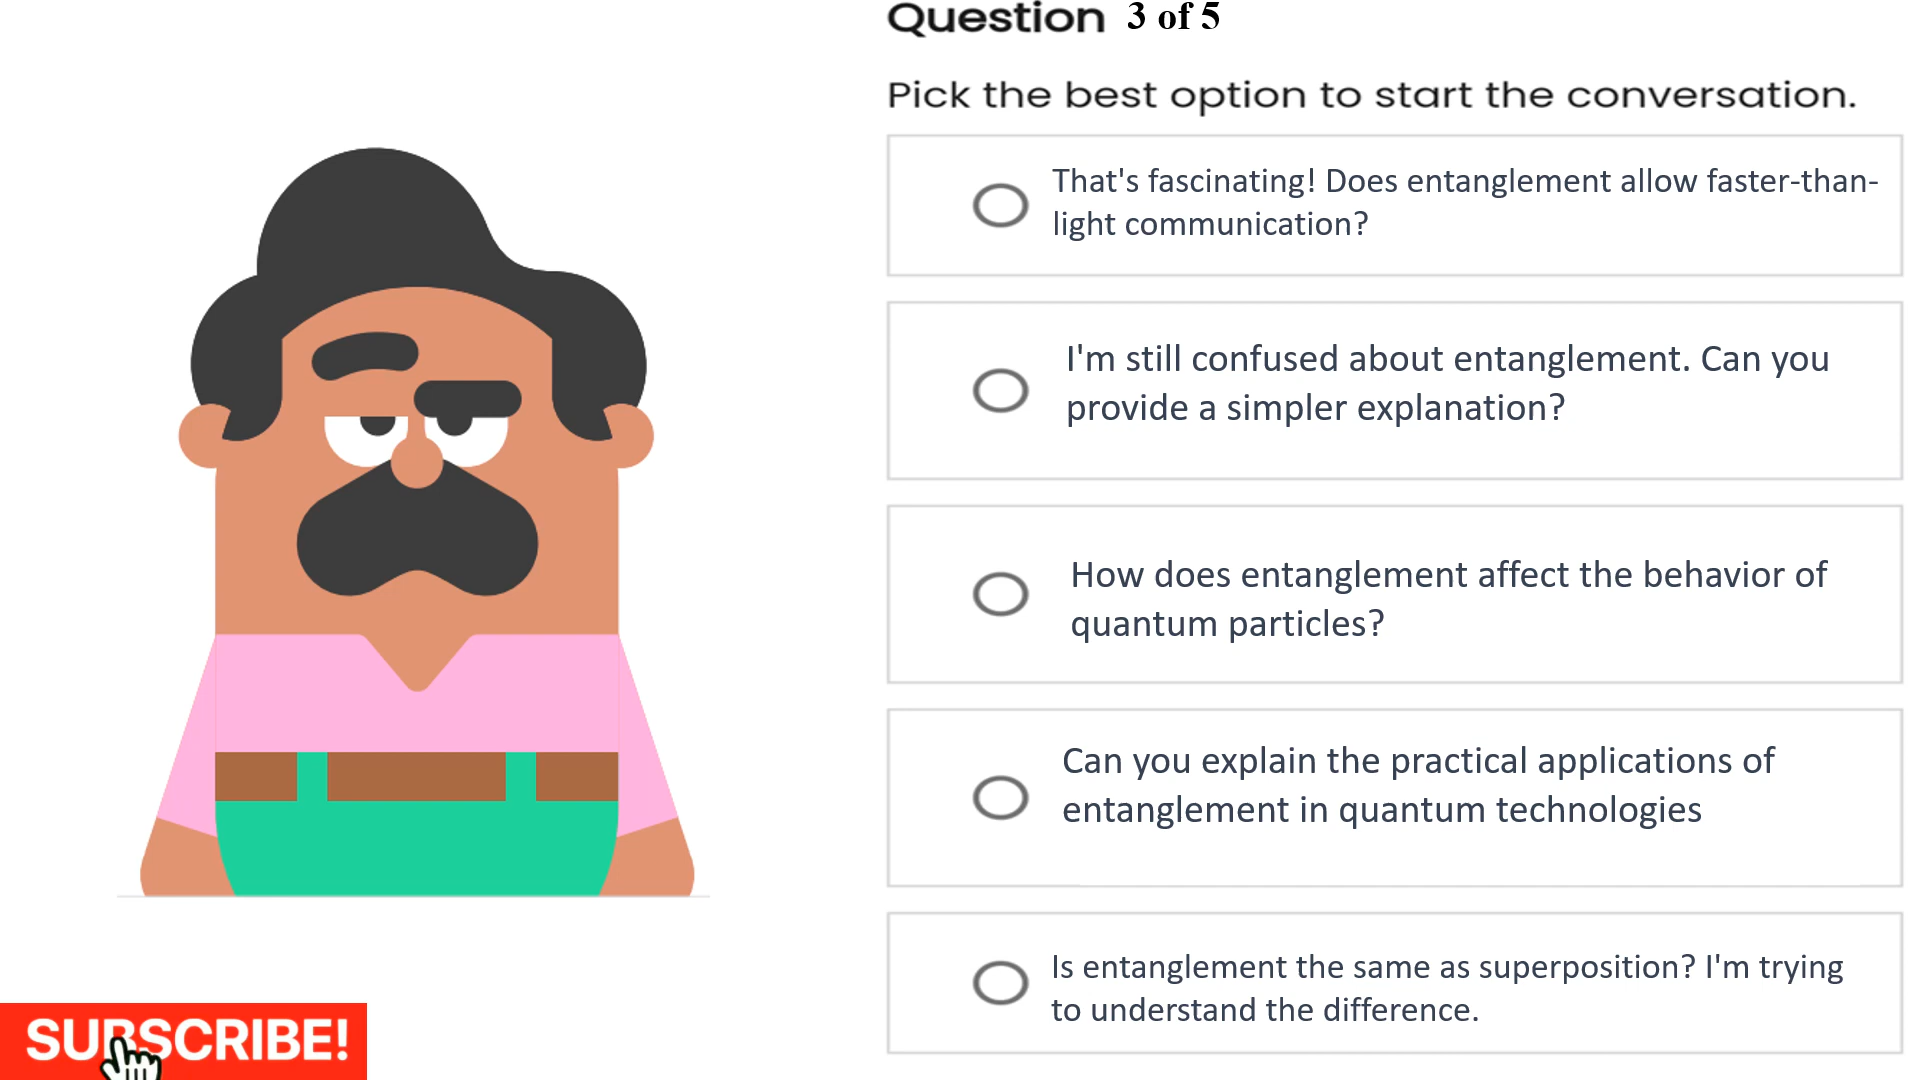 Question 3 of 5
Pick the best option to start the conversation.
That's fascinating! Does entanglement allow faster-than-
light communication?
I'm still confused about entanglement. Can you
provide a simpler explanation?
How does entanglement affect the behavior of
quantum particles?
Can you explain the practical applications of
entanglement in quantum technologies
Is entanglement the same as superposition? I'm trying
to understand the difference.
SUBSCRIBE!